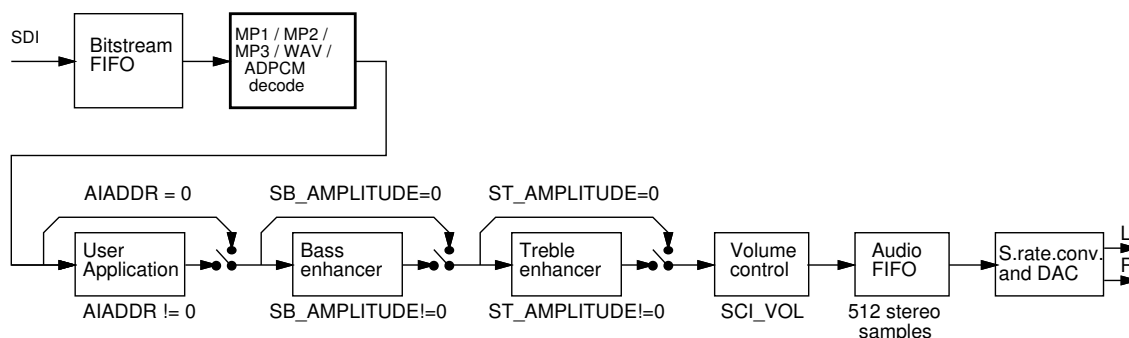 SDI
Bitstream
FIFO
MP1 / MP2 /
MP3 / WAV /
ADPCM
decode
AIADDR = 0
SB_AMPLITUDE=0
ST_AMPLITUDE=0
User
Application
Bass
enhancer
Treble
enhancer
Volume
control
Audio
FIFO
S.rate.conv.
and DAC
L
R
AIADDR != 0
SB_AMPLITUDE!=0
ST_AMPLITUDE!=0
SCI_VOL
512 stereo
samples